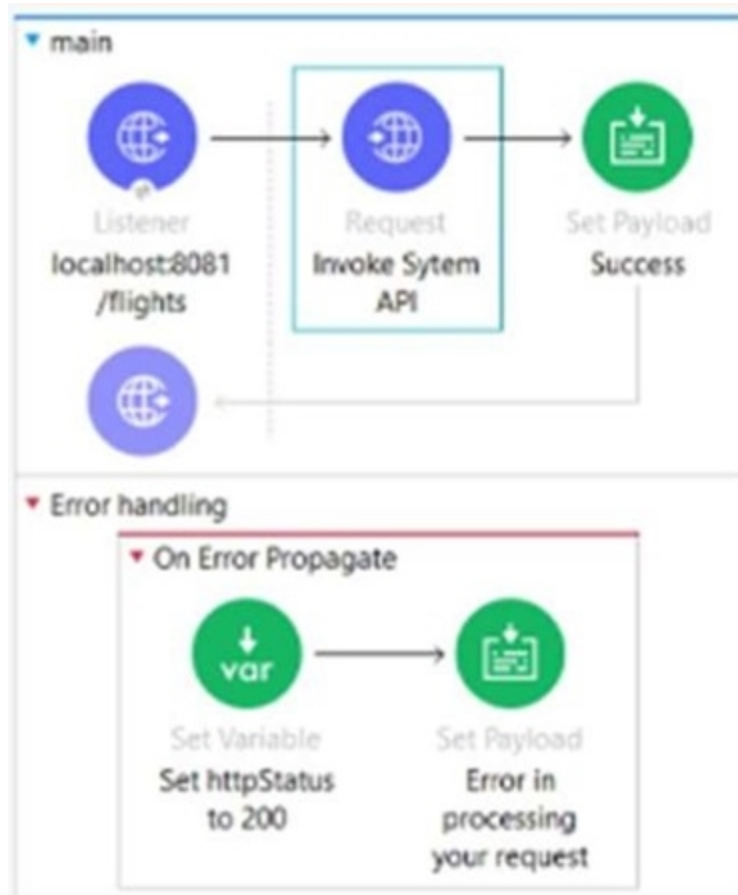 main
Listener
localhost:8081
/flights
Request
Invoke Sytem
API
Set Payload
Success
Error handling
On Error Propagate
var
Set Variable
Set httpStatus
to 200
Set Payload
Error in
processing
your request